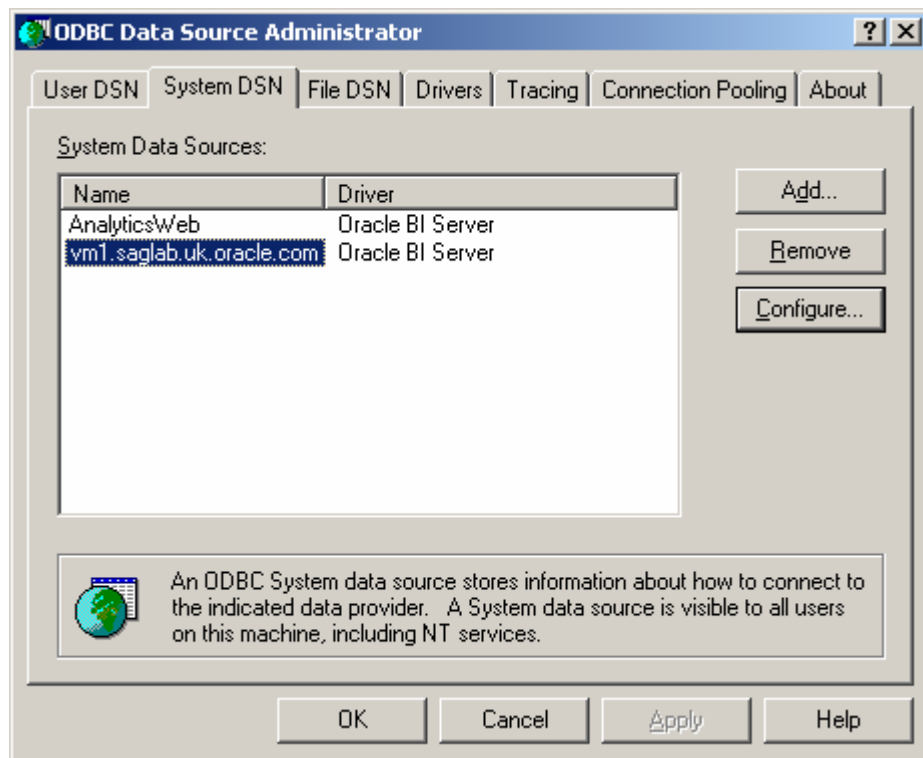 ODBC Data Source Administrator
User DSN System DSN File DSN Drivers Tracing Connection Pooling About
System Data Sources:
Name Driver
AnalyticsWeb Oracle BI Server
vm1.saglab.uk.oracle.com Oracle BI Server
Add...
Remove
Configure...
An ODBC System data source stores information about how to connect to
the indicated data provider. A System data source is visible to all users
on this machine, including NT services.
OK Cancel Apply Help